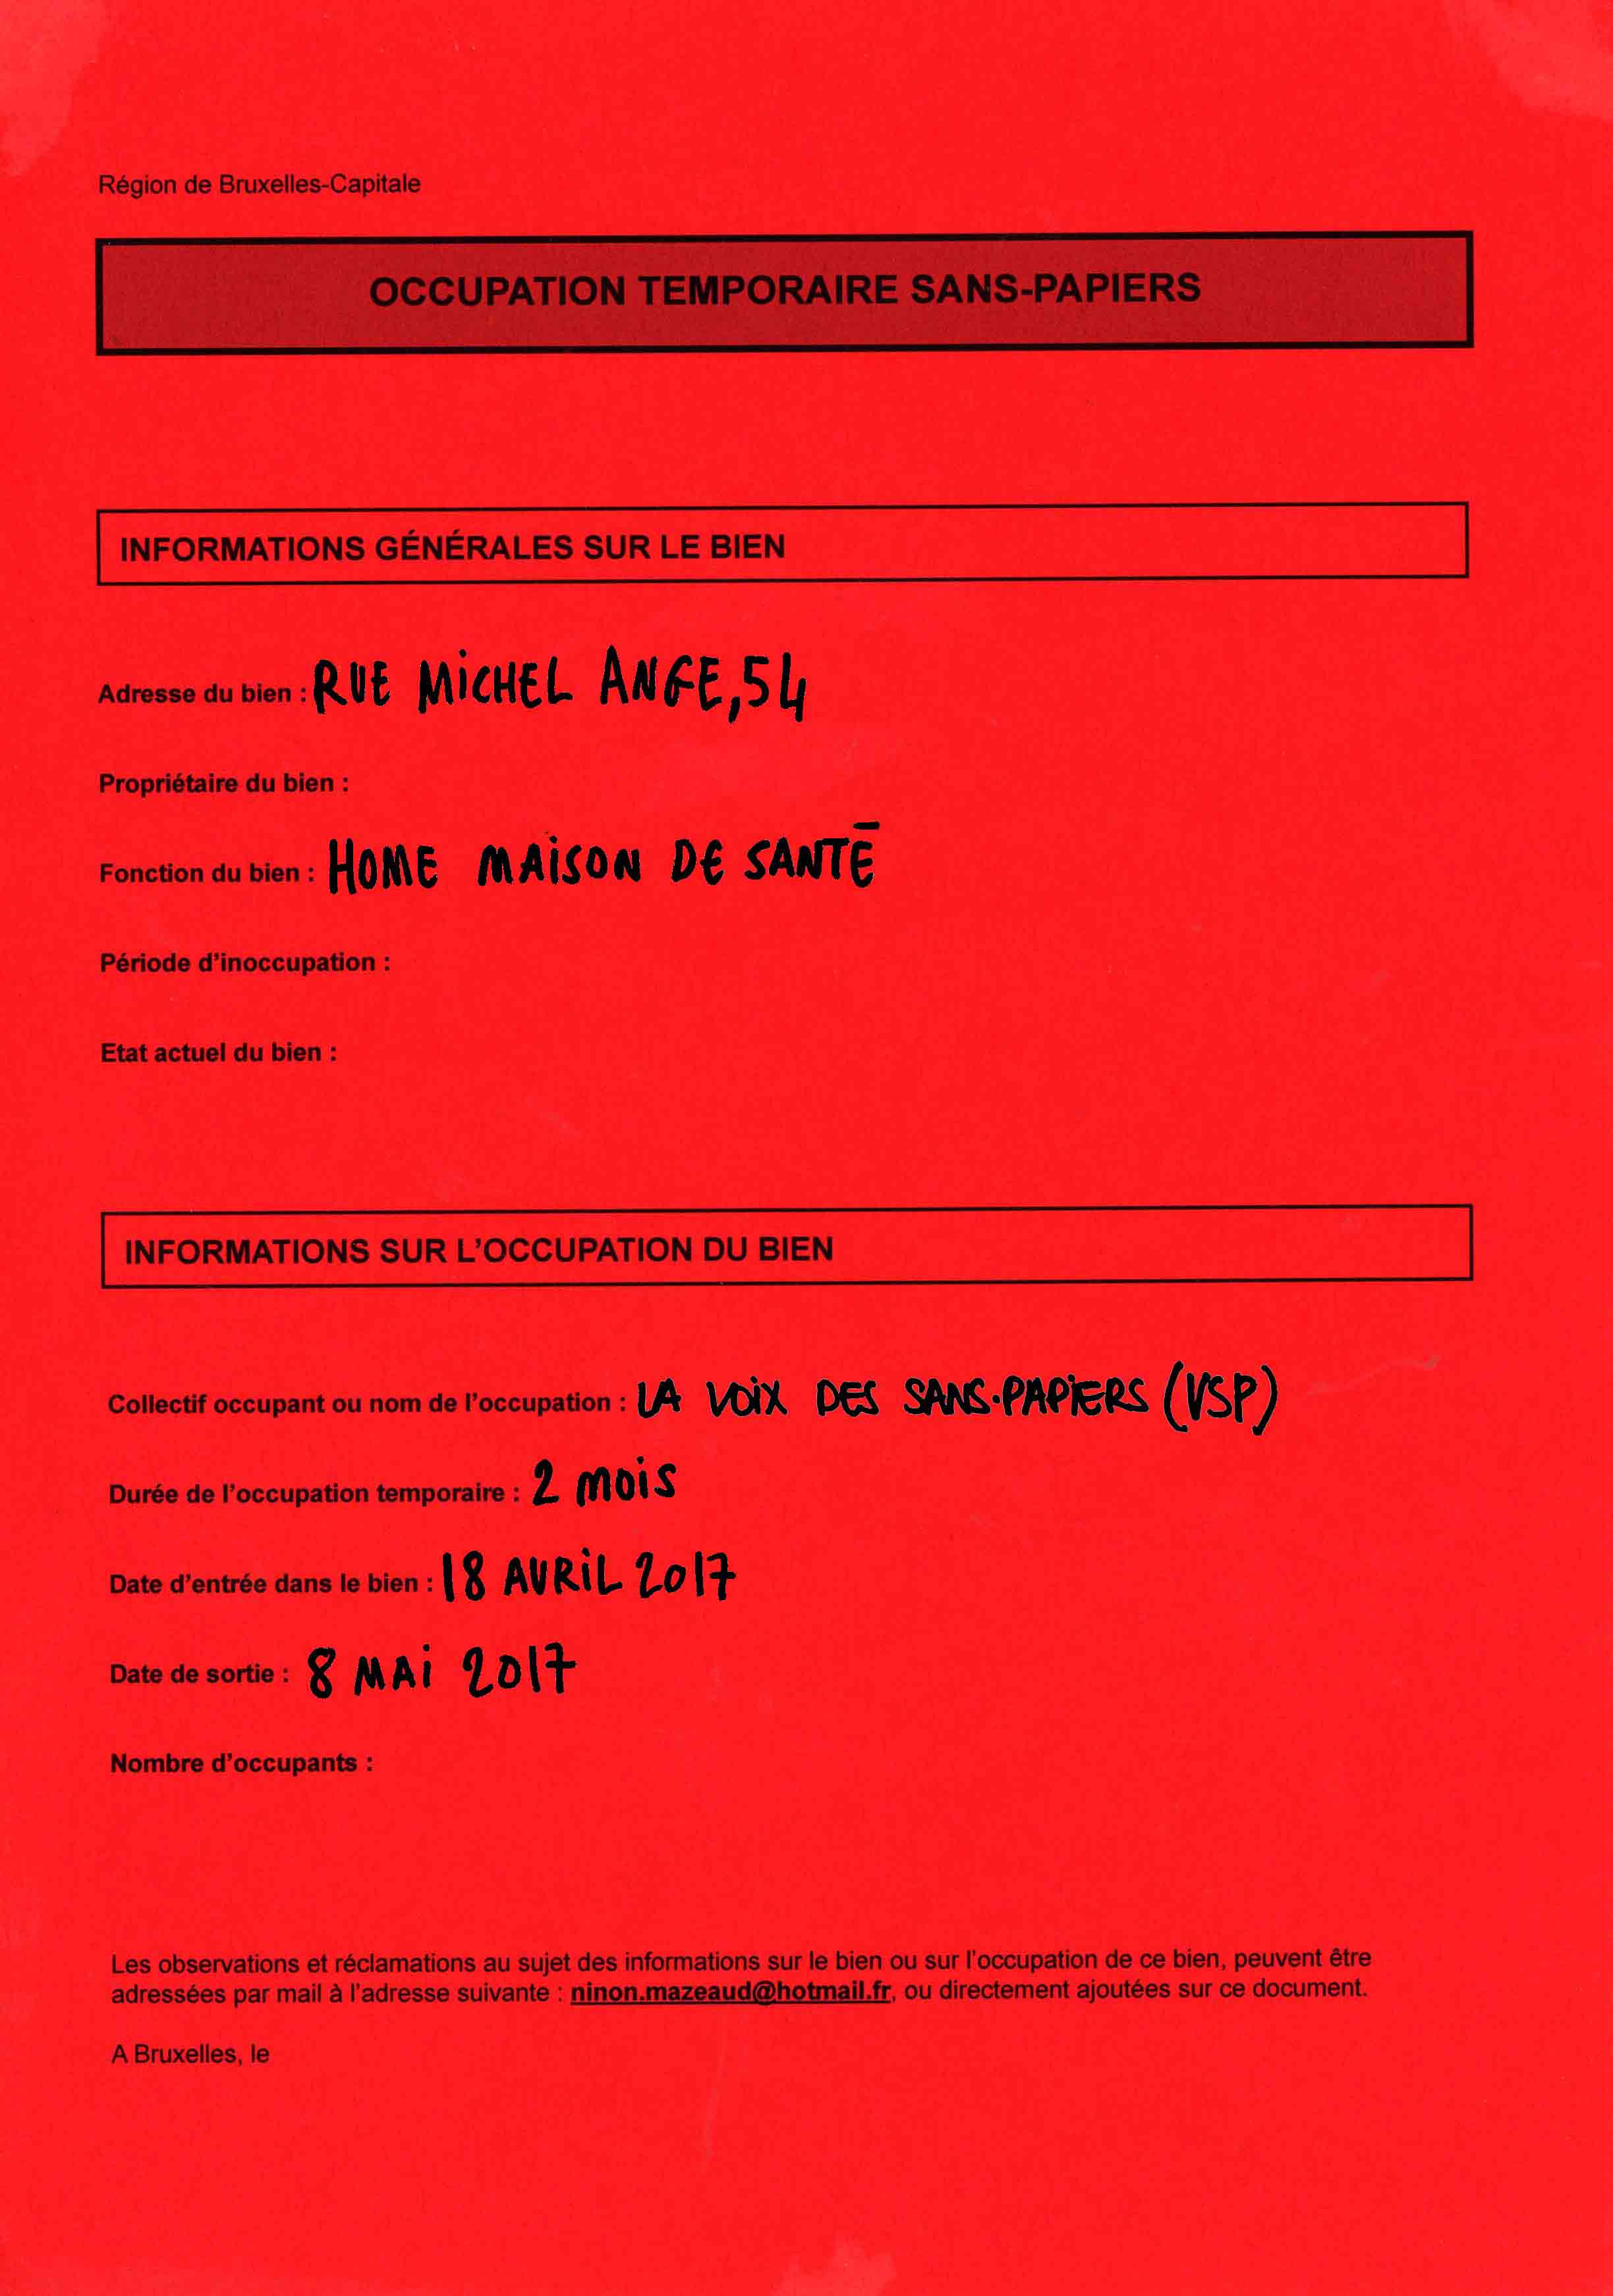 Région de Bruxelles-Capitale
OCCUPATION TEMPORAIRE SANS-PAPIERS
INFORMATIONS GÉNÉRALES SUR LE BIEN
Adresse du bien : RUE MICHEL ANGE, 54
Propriétaire du bien :
Fonction du bien : HOME MAISON DE SANTÉ
Période d'inoccupation :
Etat actuel du bien :
INFORMATIONS SUR L'OCCUPATION DU BIEN
Collectif occupant ou nom de l'occupation : LA VOIX DES SANS-PAPIERS (VSP)
Durée de l'occupation temporaire : 2 MOIS
Date d'entrée dans le bien : 18 AVRIL 2017
Date de sortie : 8 MAI 2017
Nombre d'occupants :
Les observations et réclamations au sujet des informations sur le bien ou sur l'occupation de ce bien, peuvent être
adressées par mail à l'adresse suivante : ninon.mazeaud@hotmail.fr, ou directement ajoutées sur ce document.
A Bruxelles, le